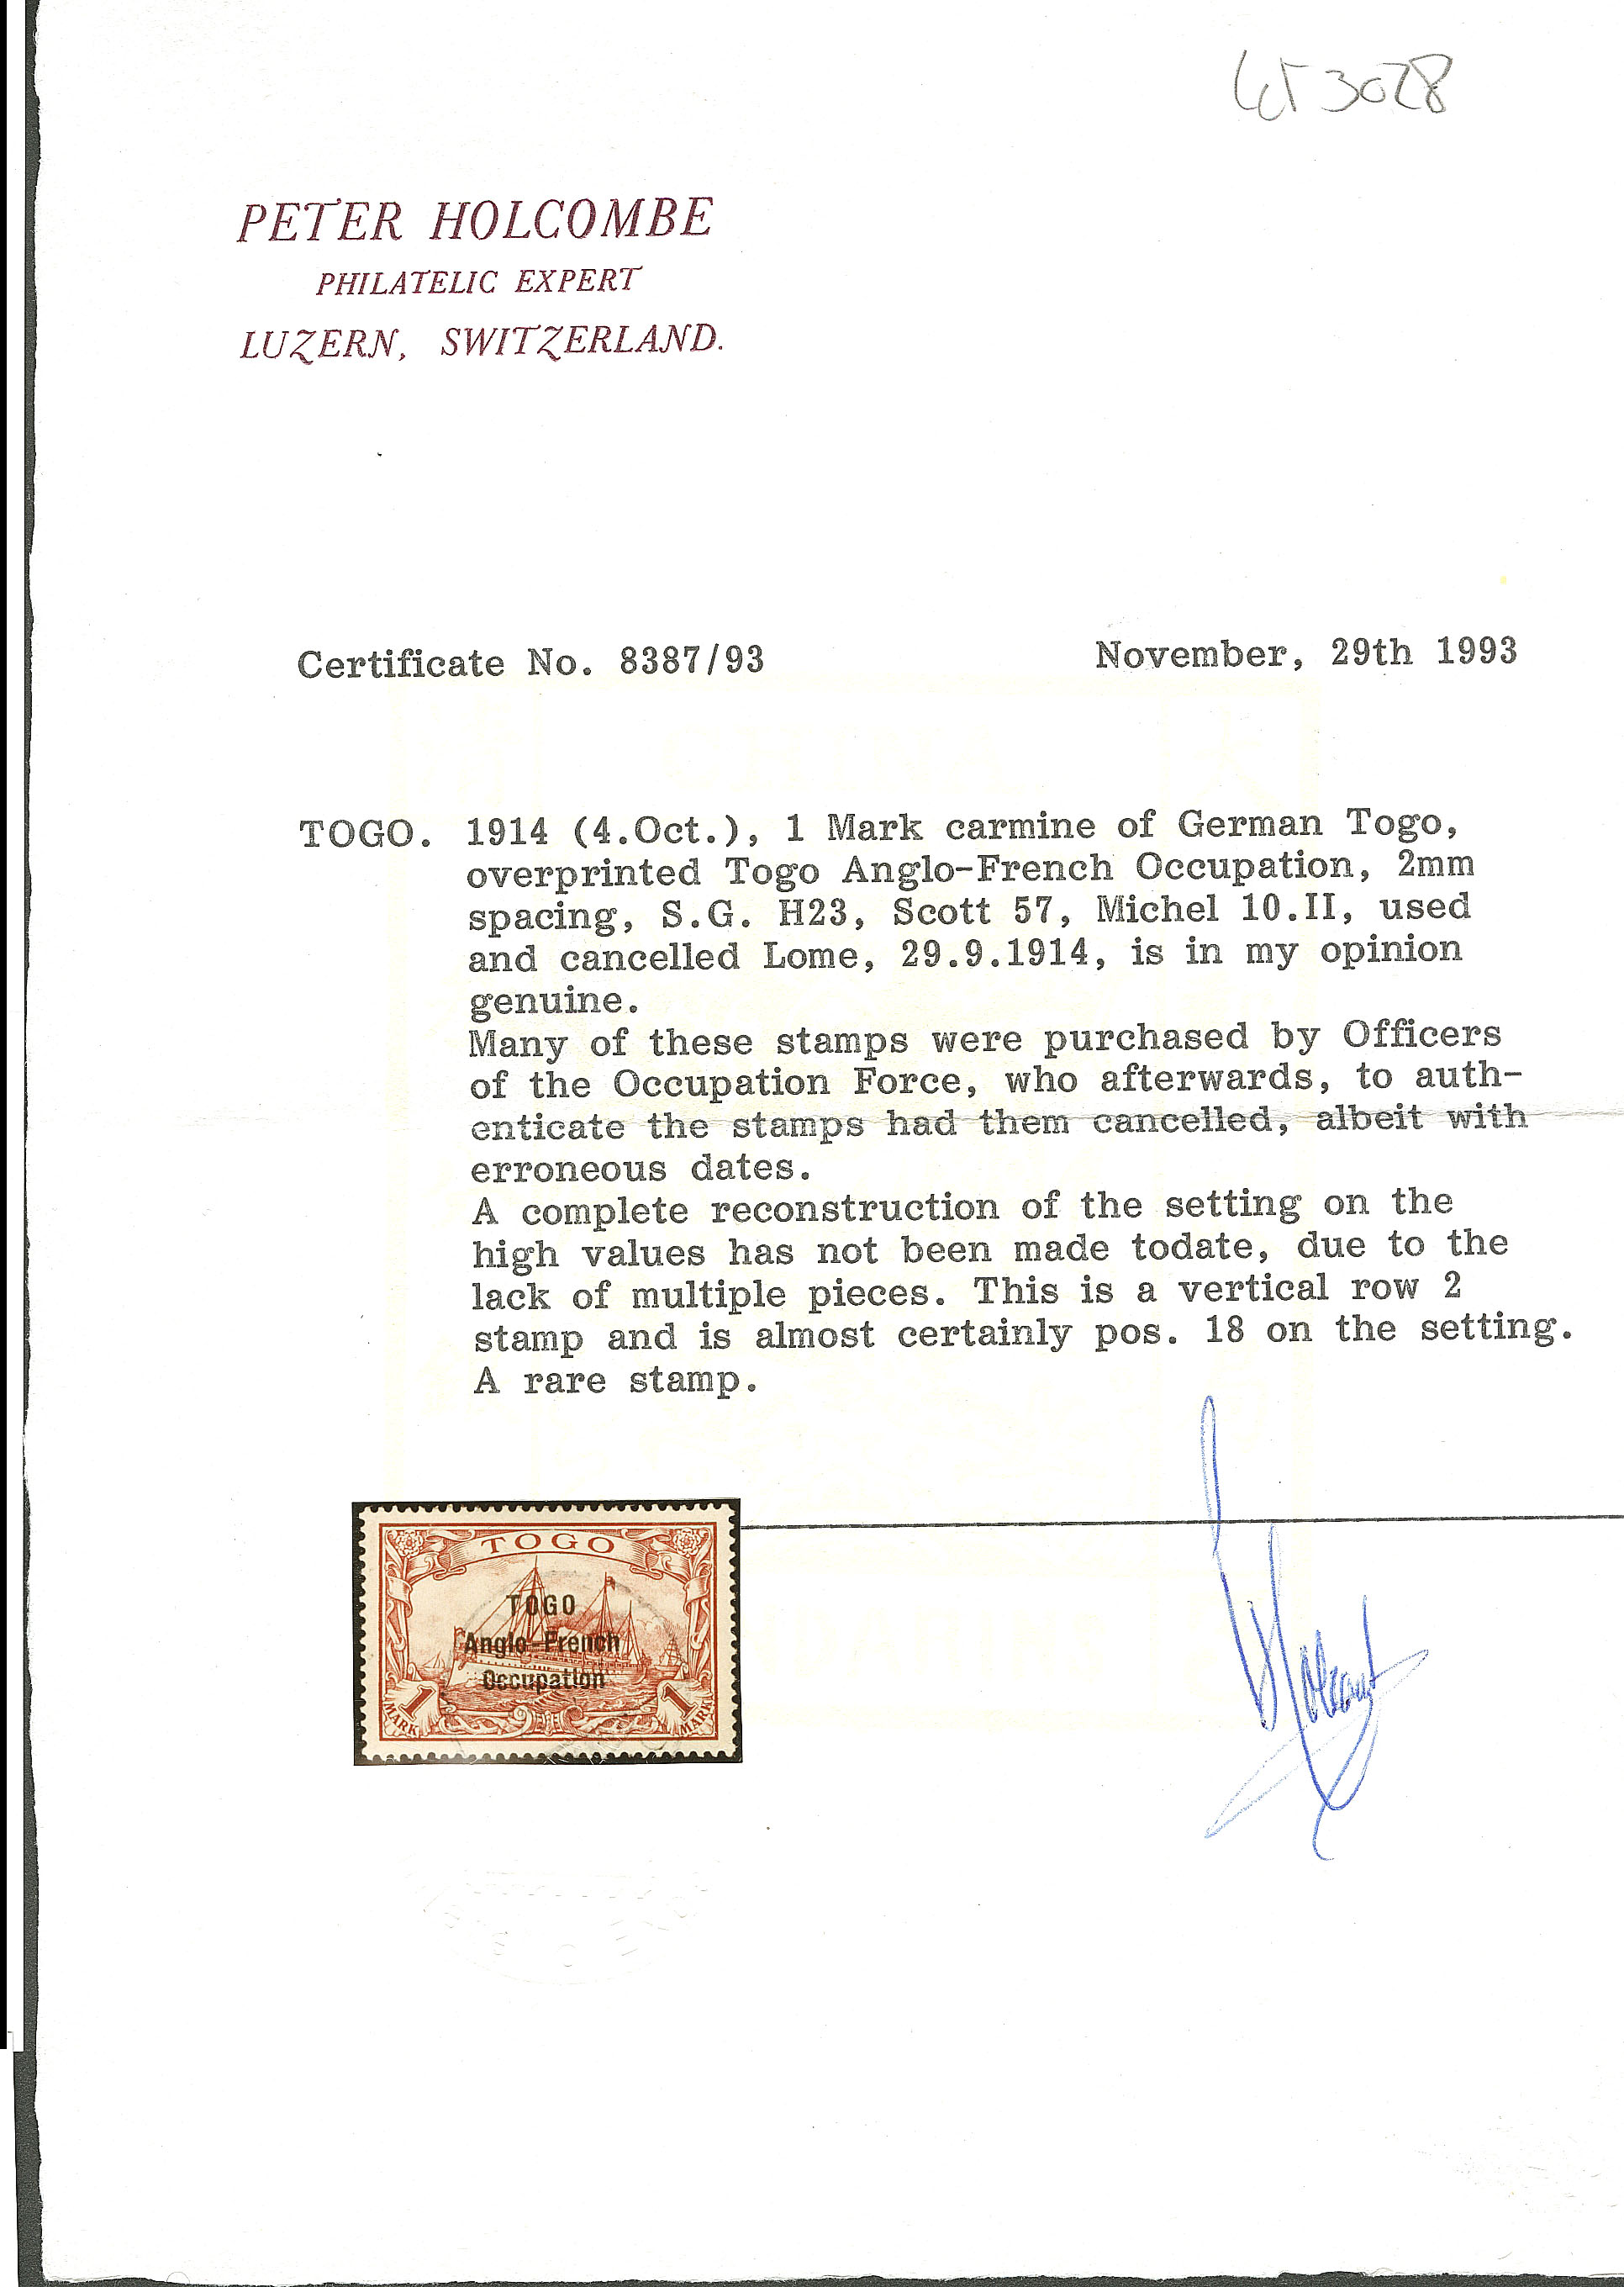 Lot 3028
PETER HOLCOMBE
PHILATELIC EXPERT
LUZERN, SWITZERLAND.
Certificate No. 8387/93 November, 29th 1993
CHINA
TOGO. 1914 (4.Oct.), 1 Mark carmine of German Togo,
overprinted Togo Anglo-French Occupation, 2mm
spacing, S.G. H23, Scott 57, Michel 10.II, used
and cancelled Lome, 29.9.1914, is in my opinion
genuine.
Many of these stamps were purchased by Officers
of the Occupation Force, who afterwards, to auth-
enticate the stamps had them cancelled, albeit with
erroneous dates.
A complete reconstruction of the setting on the
high values has not been made todate, due to the
lack of multiple pieces. This is a vertical row 2
stamp and is almost certainly pos. 18 on the setting.
A rare stamp.
TOGO
TOGO
Anglo-French
Occupation
1 MARK
1 MARK
Holcombe